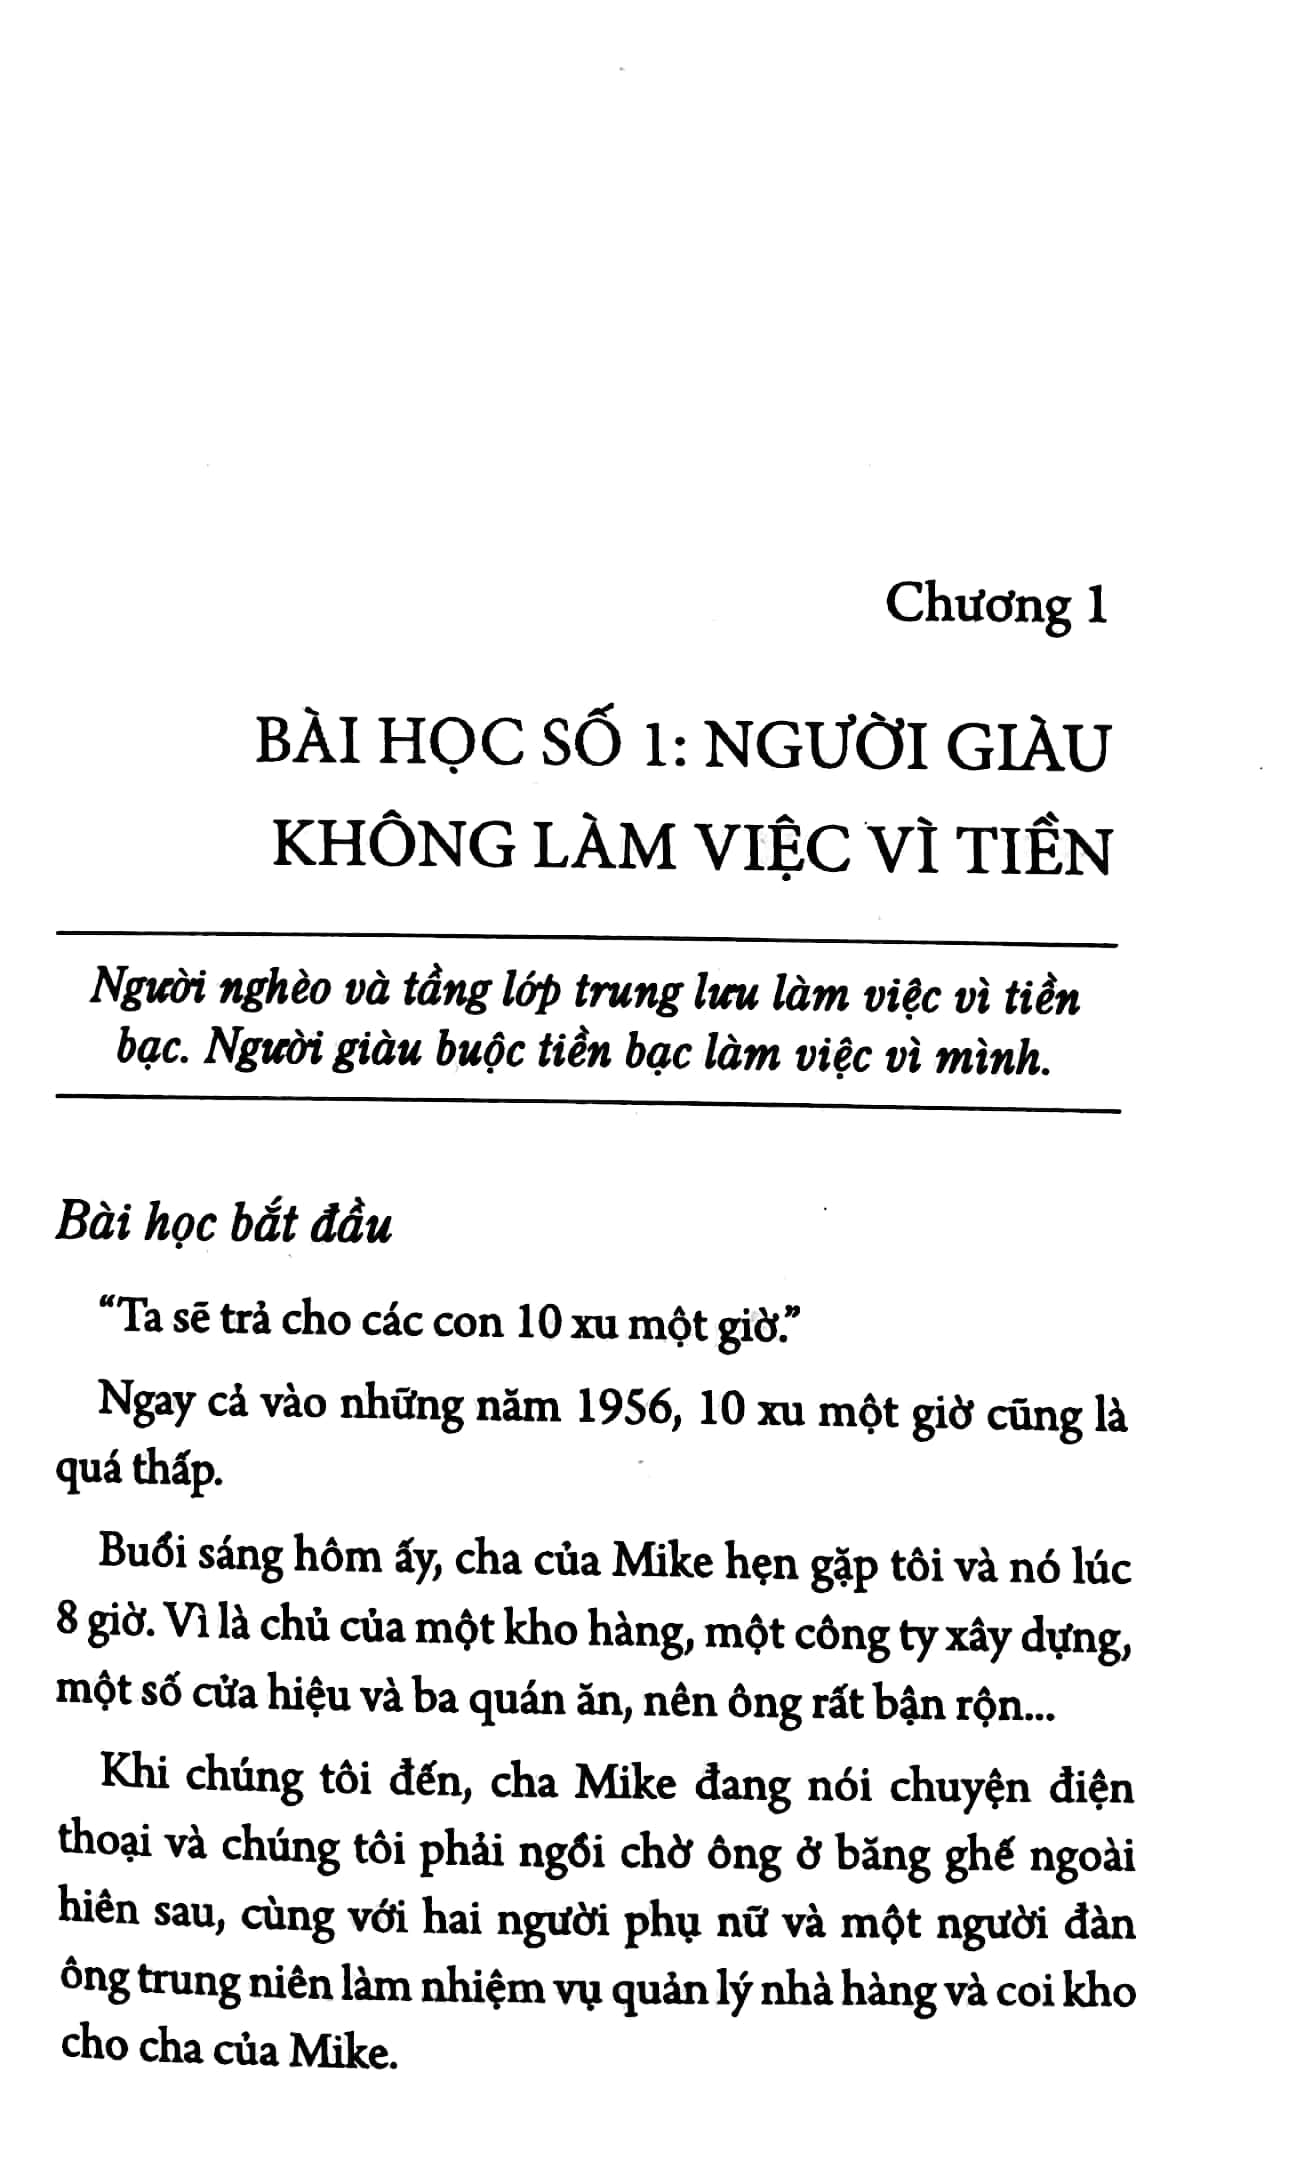 Chương 1
BÀI HỌC SỐ 1: NGƯỜI GIÀU
KHÔNG LÀM VIỆC VÌ TIỀN
Người nghèo và tầng lớp trung lưu làm việc vì tiền
bạc. Người giàu buộc tiền bạc làm việc vì mình.
Bài học bắt đầu
“Ta sẽ trả cho các con 10 xu một giờ.”
Ngay cả vào những năm 1956, 10 xu một giờ cũng là
quá thấp.
Buổi sáng hôm ấy, cha của Mike hẹn gặp tôi và nó lúc
8 giờ. Vì là chủ của một kho hàng, một công ty xây dựng,
một số cửa hiệu và ba quán ăn, nên ông rất bận rộn...
Khi chúng tôi đến, cha Mike đang nói chuyện điện
thoại và chúng tôi phải ngồi chờ ông ở băng ghế ngoài
hiên sau, cùng với hai người phụ nữ và một người đàn
ông trung niên làm nhiệm vụ quản lý nhà hàng và coi kho
cho cha của Mike.